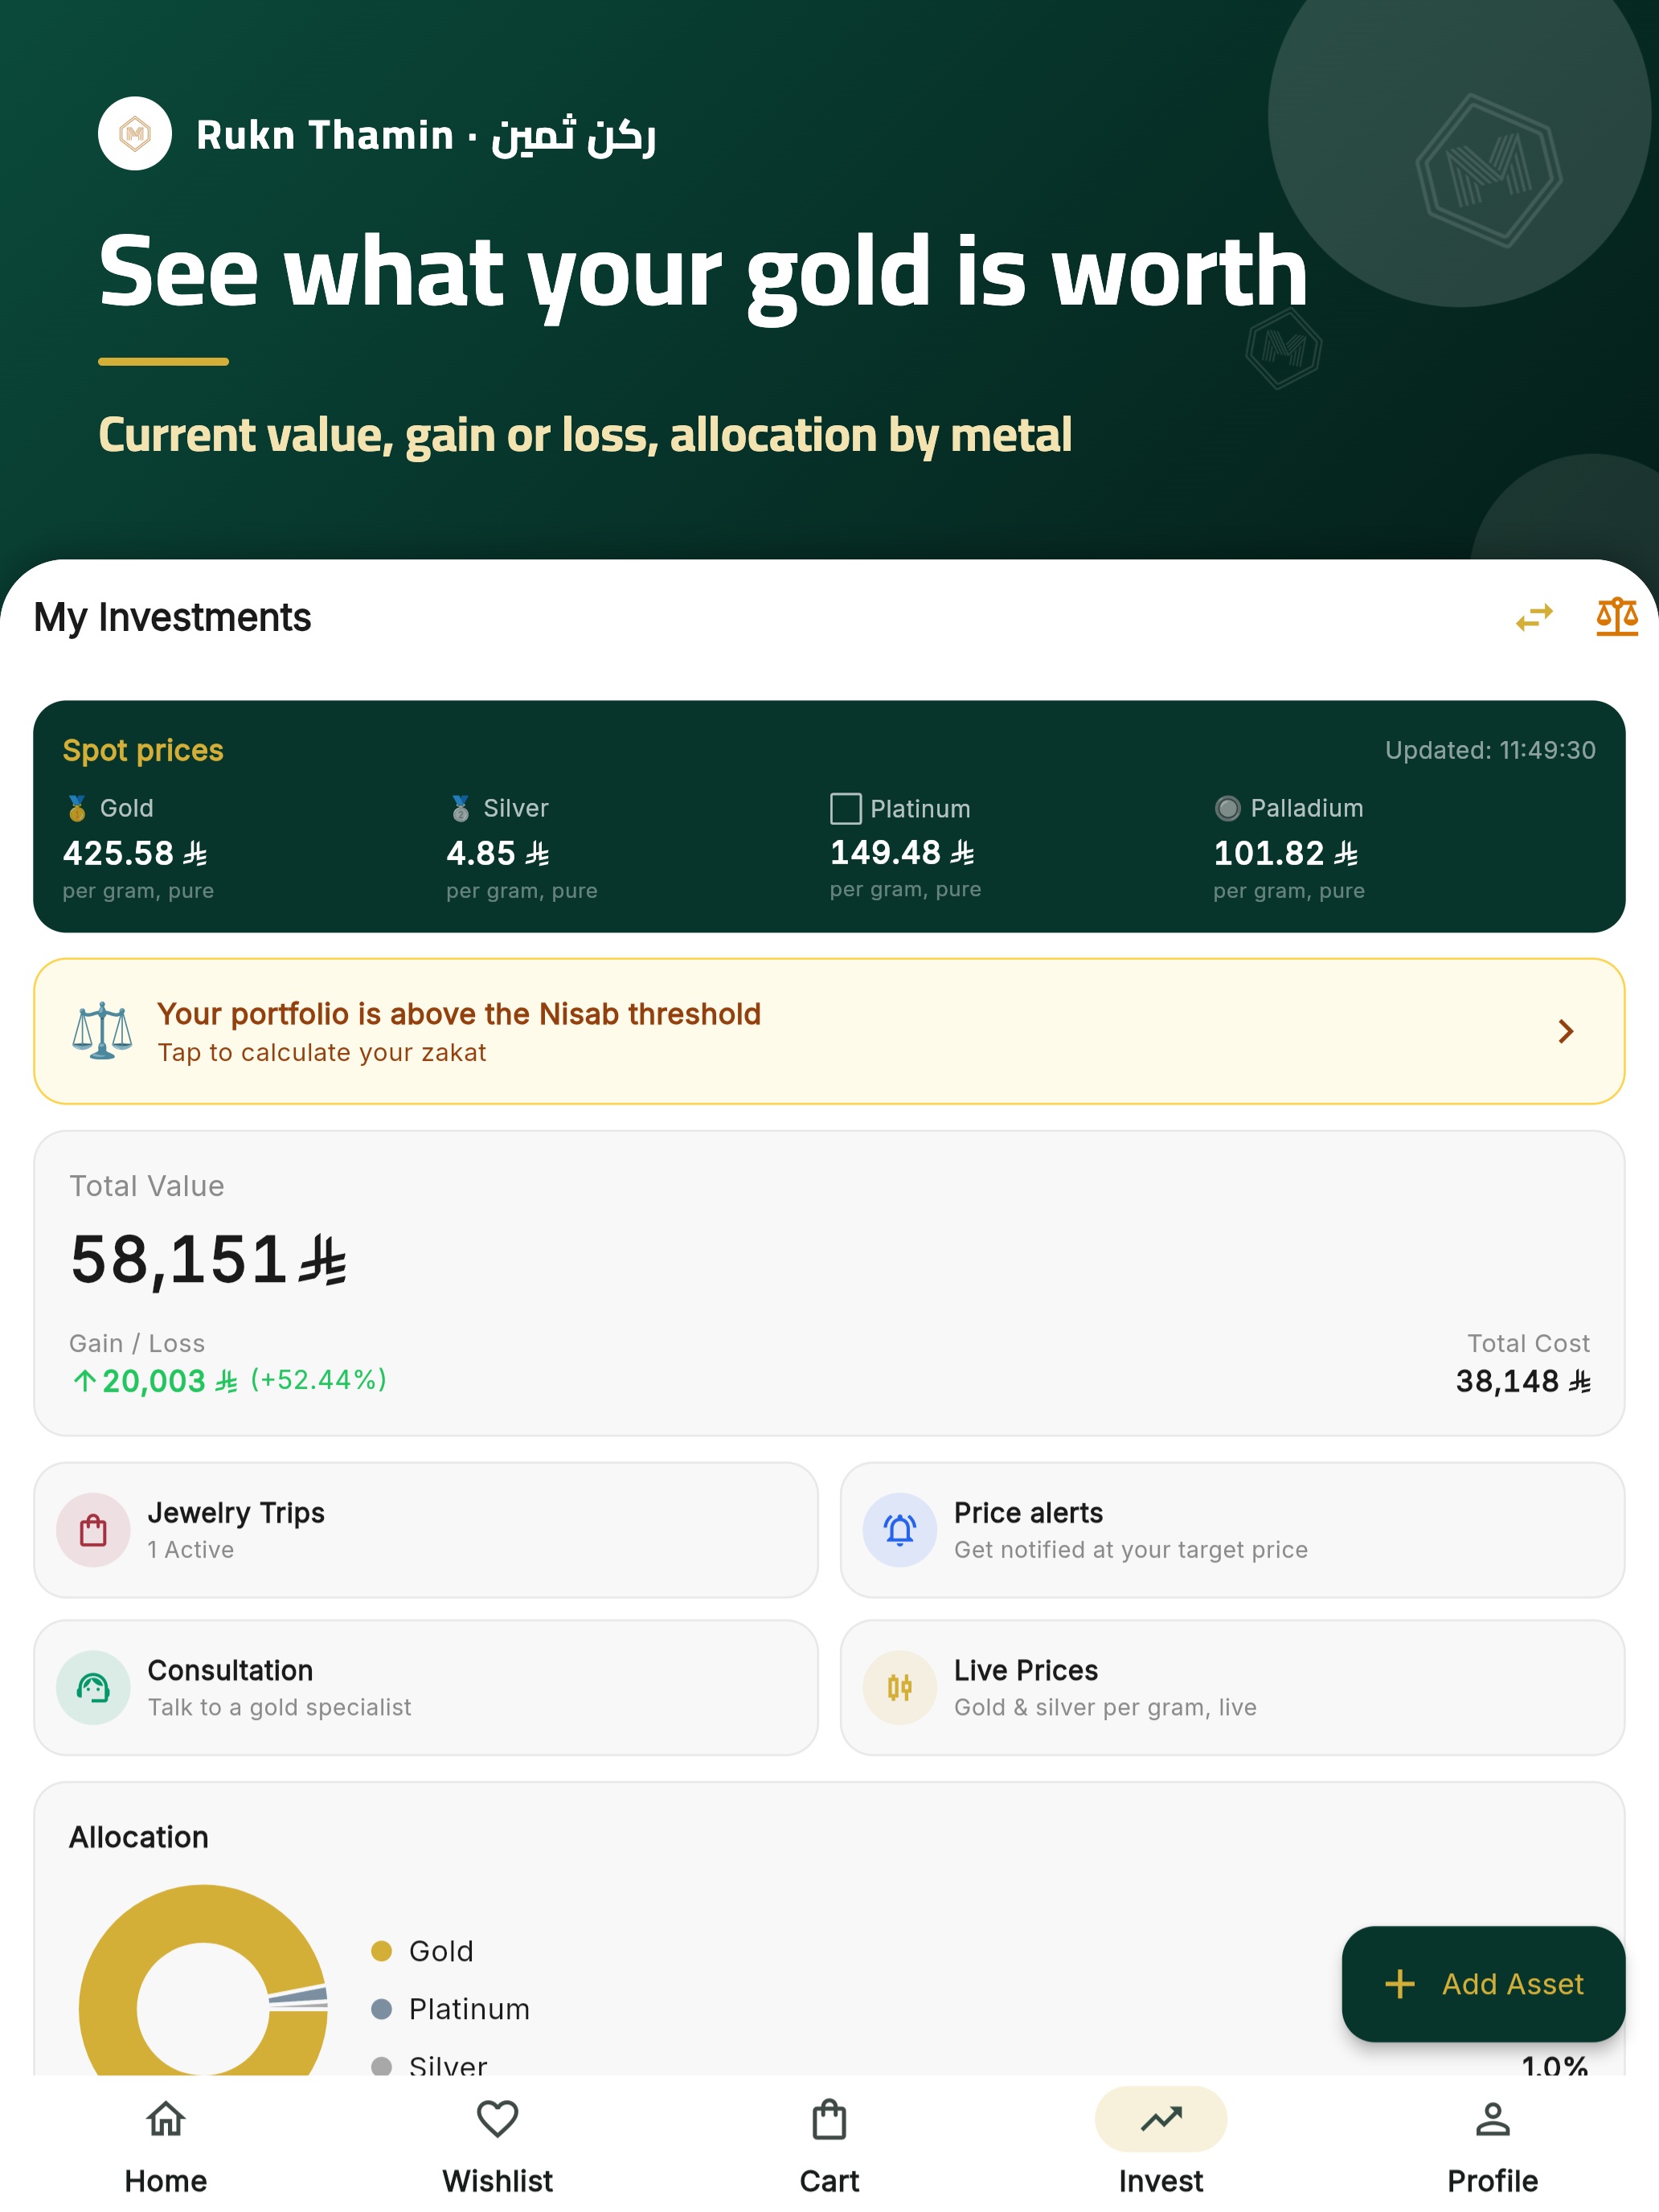 Rukn Thamin · ركن ثمين
See what your gold is worth
Current value, gain or loss, allocation by metal
My Investments
Spot prices
Updated: 11:49:30
Gold
Silver
Platinum
Palladium
425.58 ⃁
4.85 ⃁
149.48 ⃁
101.82 ⃁
per gram, pure
per gram, pure
per gram, pure
per gram, pure
Your portfolio is above the Nisab threshold
Tap to calculate your zakat
Total Value
58,151 ⃁
Gain / Loss
Total Cost
↑20,003 ⃁ (+52.44%)
38,148 ⃁
Jewelry Trips
1 Active
Price alerts
Get notified at your target price
Consultation
Talk to a gold specialist
Live Prices
Gold & silver per gram, live
Allocation
Gold
Platinum
Silver
1.0%
+ Add Asset
Home
Wishlist
Cart
Invest
Profile